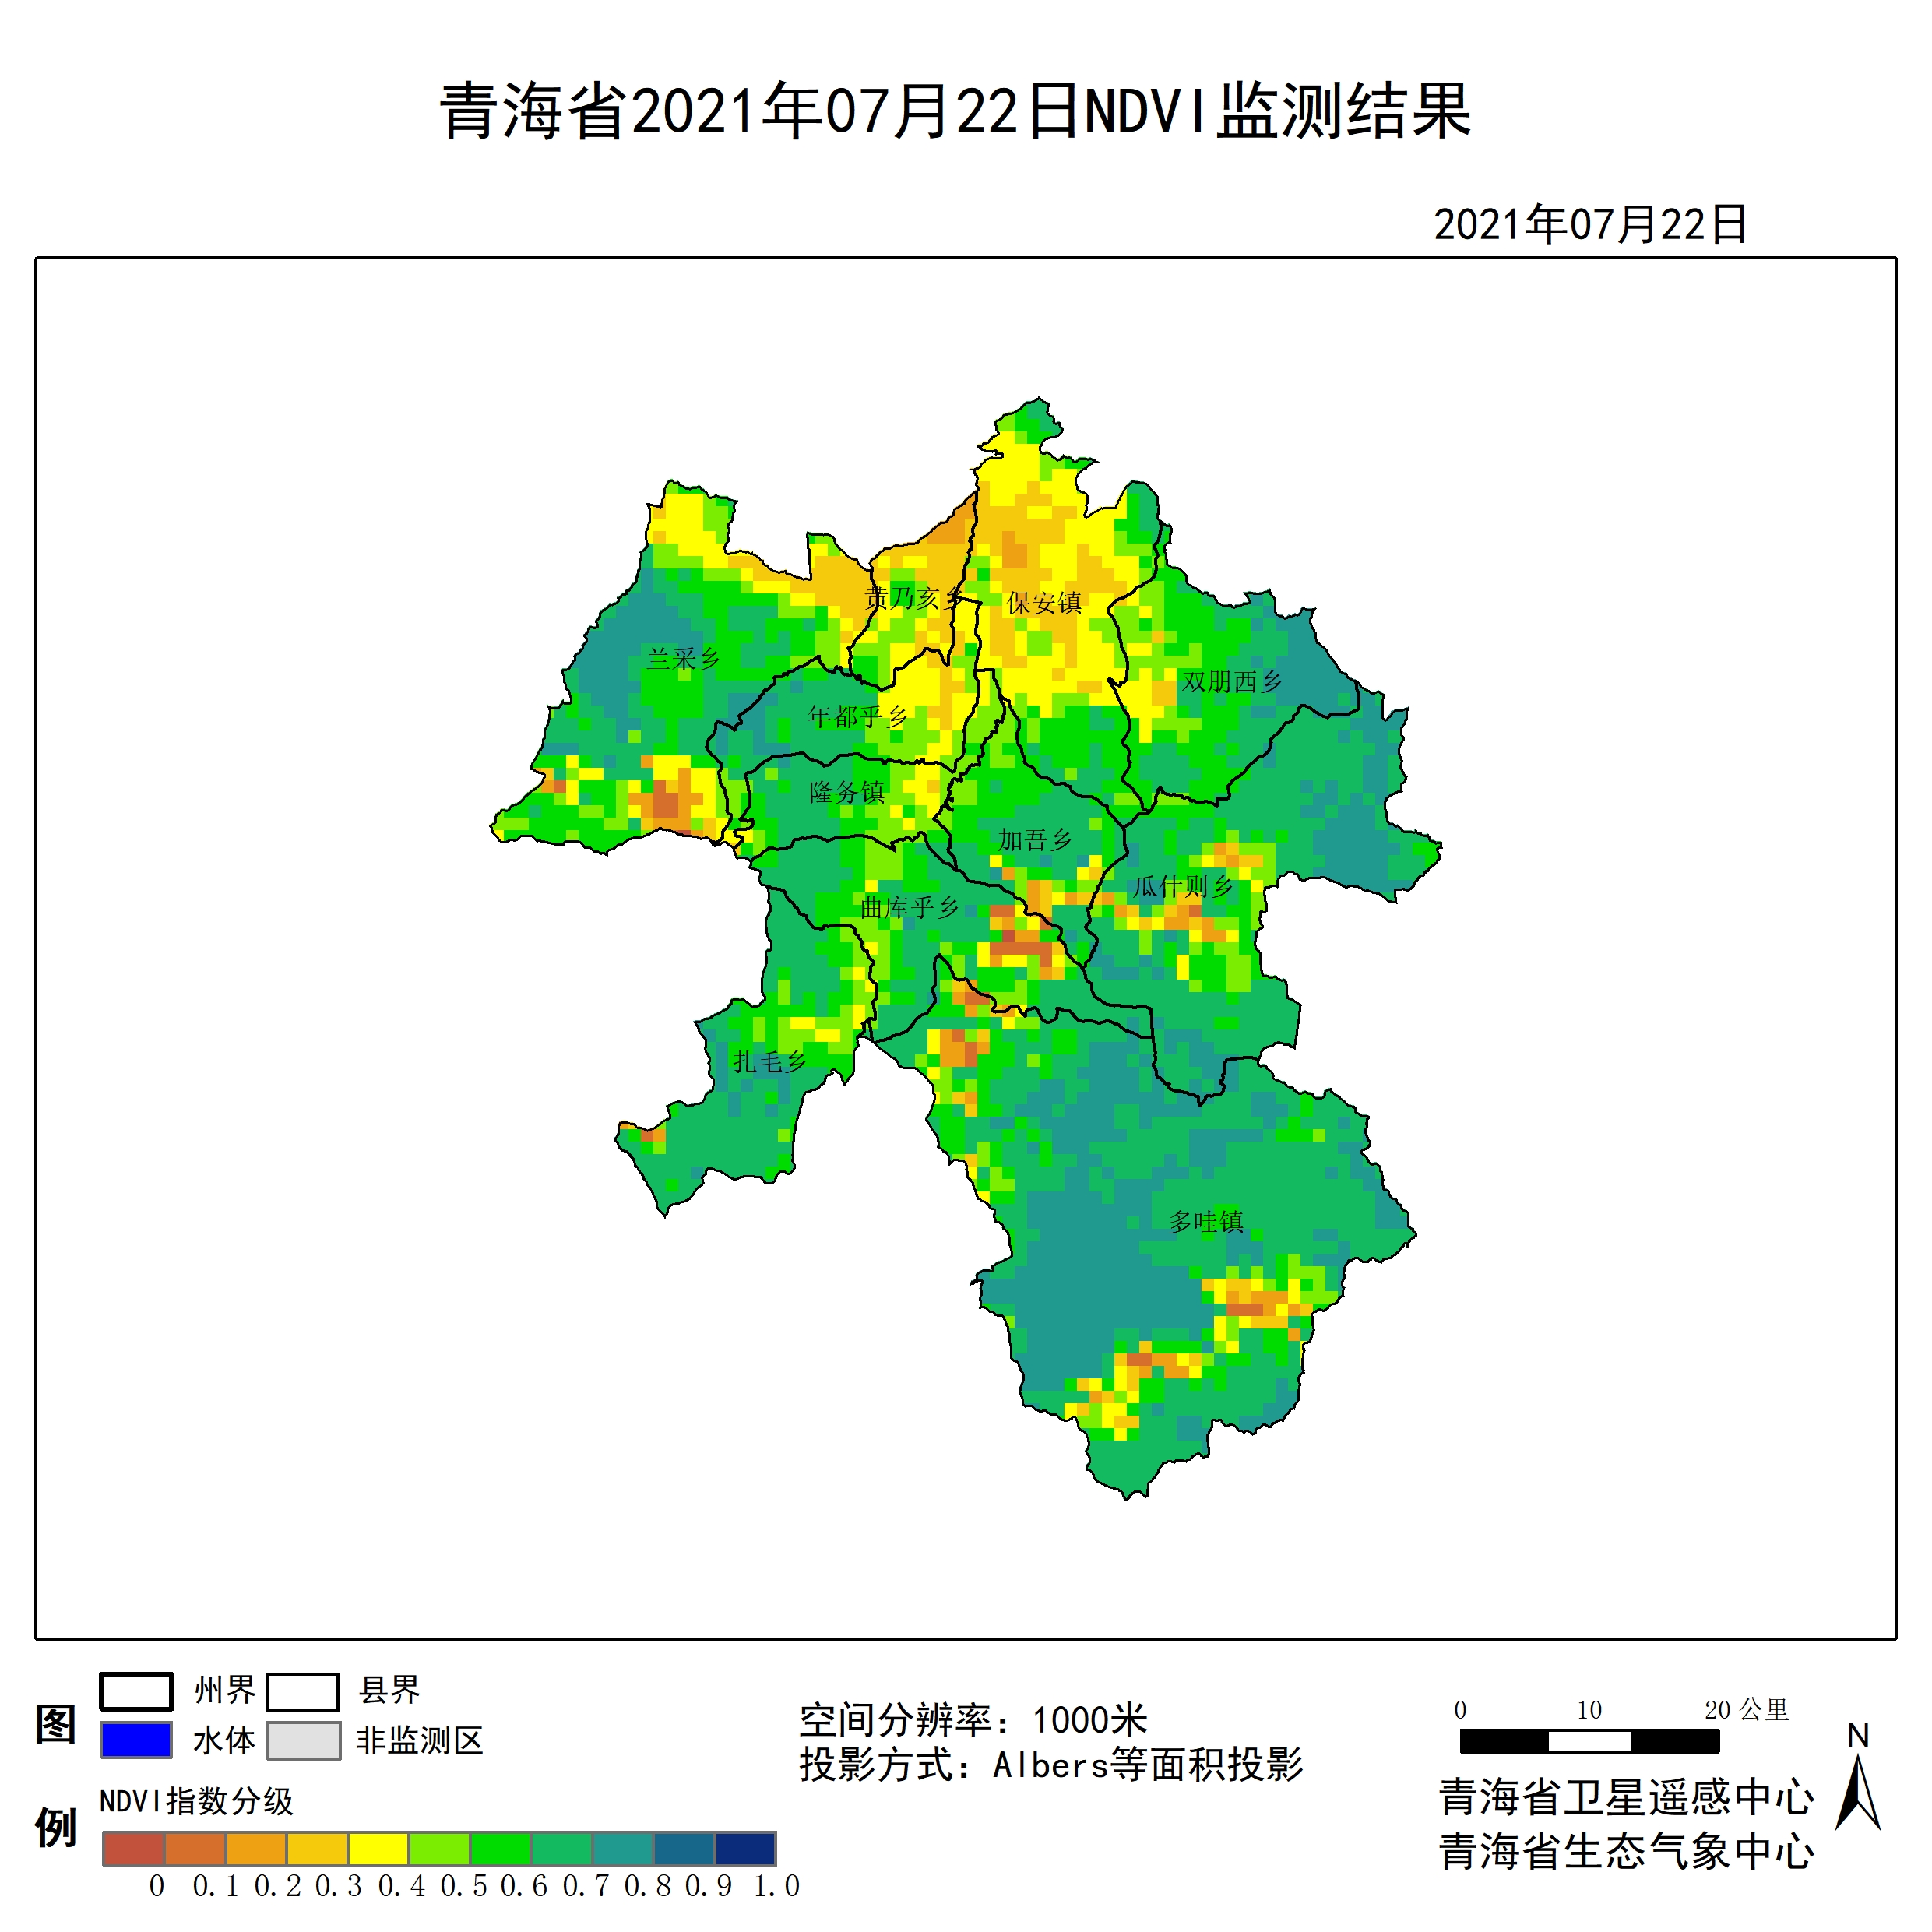 青海省2021年07月22日NDVI监测结果
2021年07月22日
黄乃亥乡
保安镇
兰采乡
双朋西乡
年都乎乡
隆务镇
加吾乡
瓜什则乡
曲库乎乡
扎毛乡
多哇镇
图例
州界 县界
水体 非监测区
NDVI指数分级
0 0.1 0.2 0.3 0.4 0.5 0.6 0.7 0.8 0.9 1.0
空间分辨率：1000米
投影方式：Albers等面积投影
0 10 20 公里
N
青海省卫星遥感中心
青海省生态气象中心